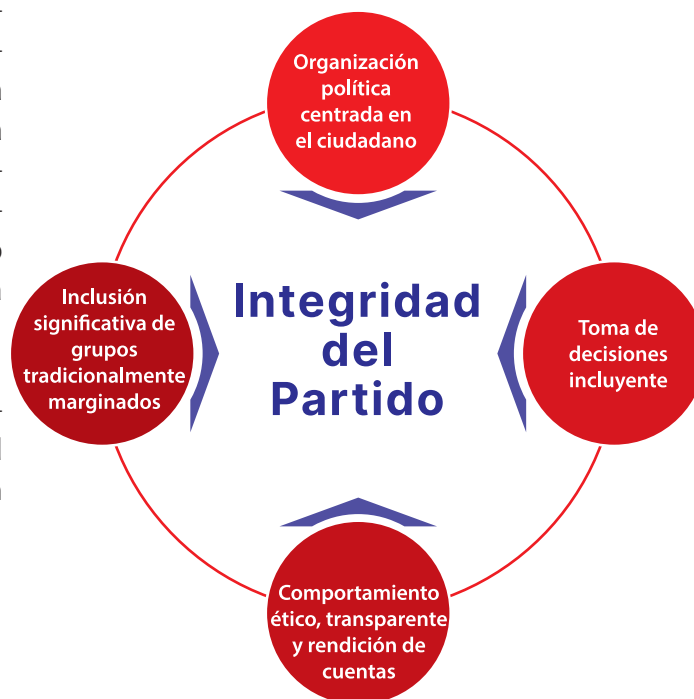 Organización
política
centrada en
el ciudadano
Inclusión
significativa de
grupos
tradicionalmente
marginados
Integridad
del
Partido
Toma de
decisiones
incluyente
Comportamiento
ético, transparente
y rendición de
cuentas